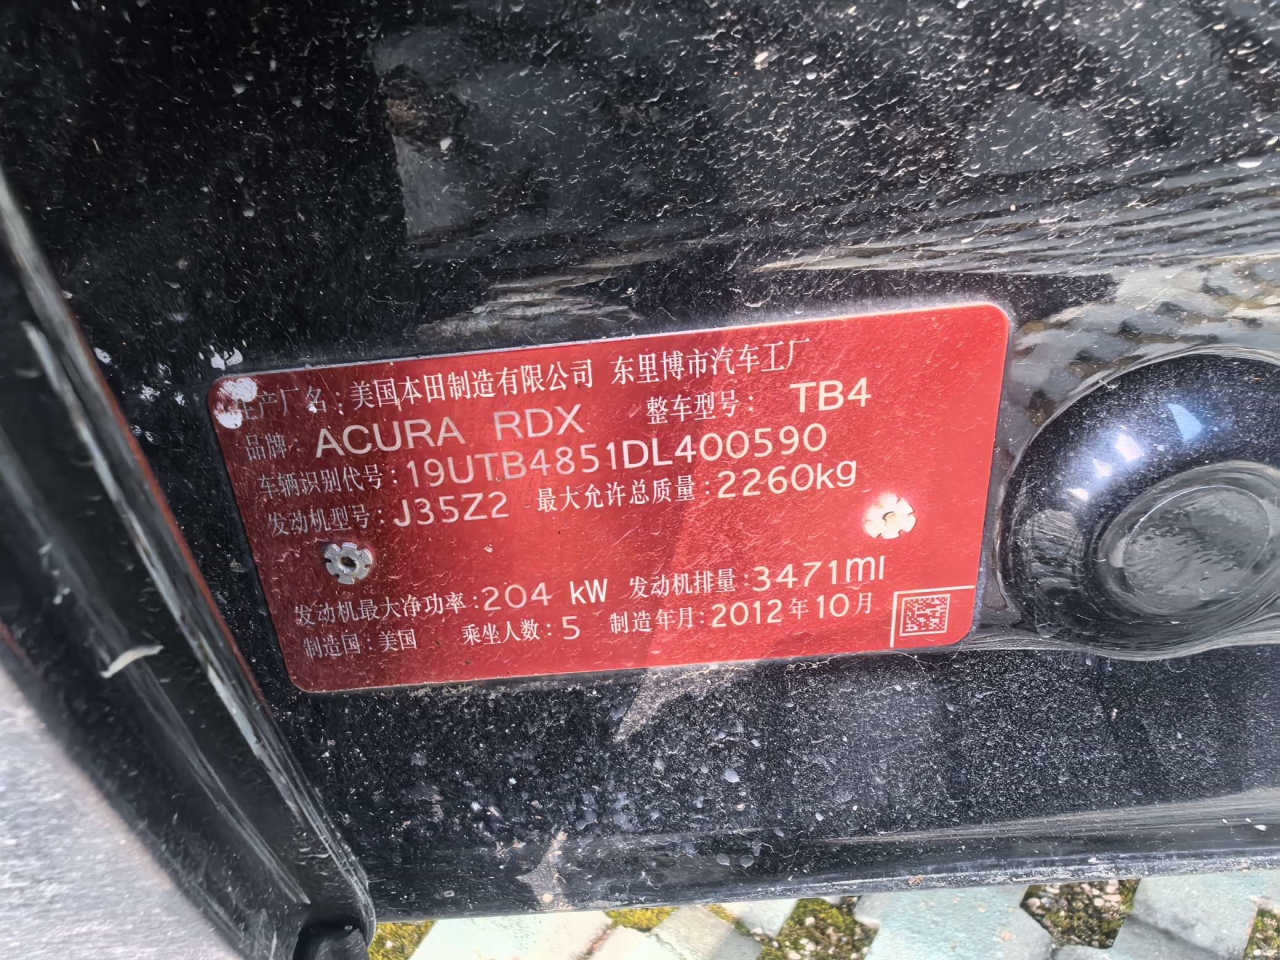 生产厂名：美国本田制造有限公司 东里博市汽车工厂
品牌：ACURA RDX 整车型号：TB4
车辆识别代号：19UTB4851DL400590
发动机型号：J35Z2 最大允许总质量：2260kg
发动机最大净功率：204 kW 发动机排量：3471ml
制造国：美国 乘坐人数：5 制造年月：2012年10月